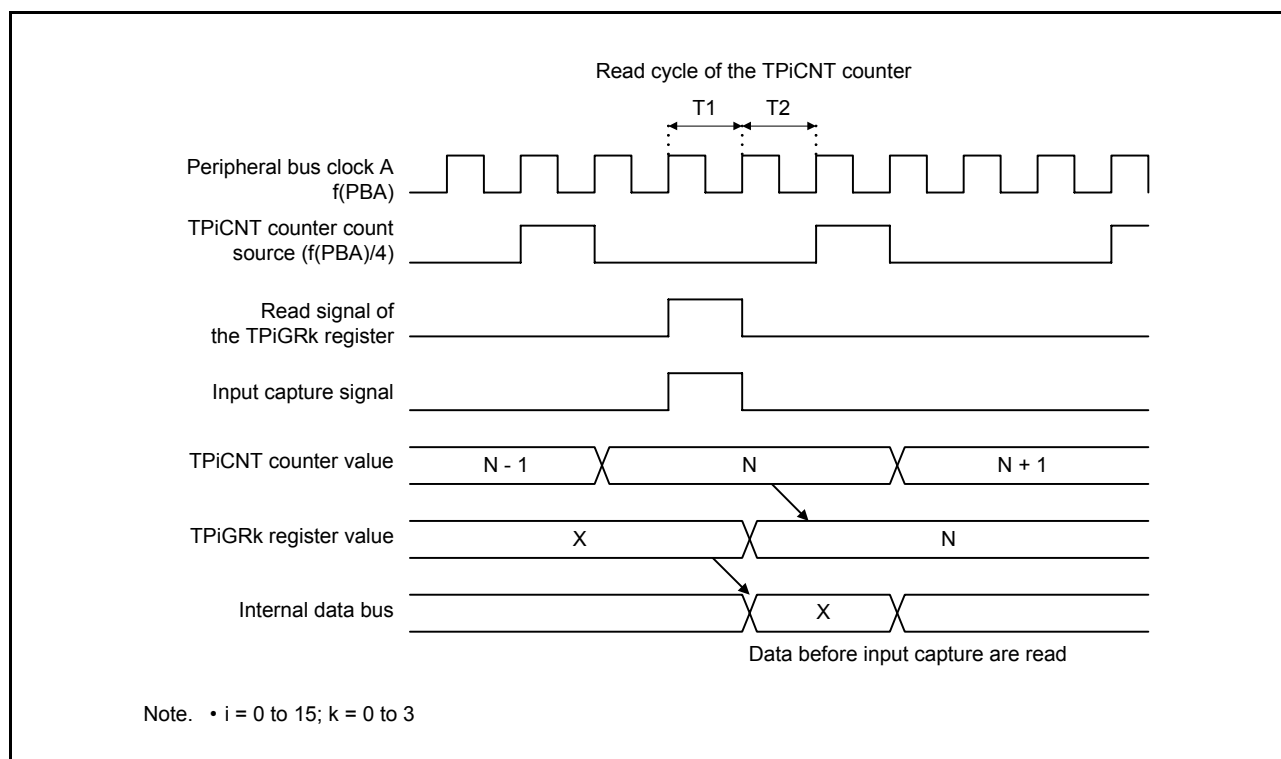 Read cycle of the TPiCNT counter
T1 T2
Peripheral bus clock A
f(PBA)
TPiCNT counter count
source (f(PBA)/4)
Read signal of
the TPiGRk register
Input capture signal
TPiCNT counter value
N - 1 N N + 1
TPiGRk register value
X N
Internal data bus
X
Data before input capture are read
Note. • i = 0 to 15; k = 0 to 3